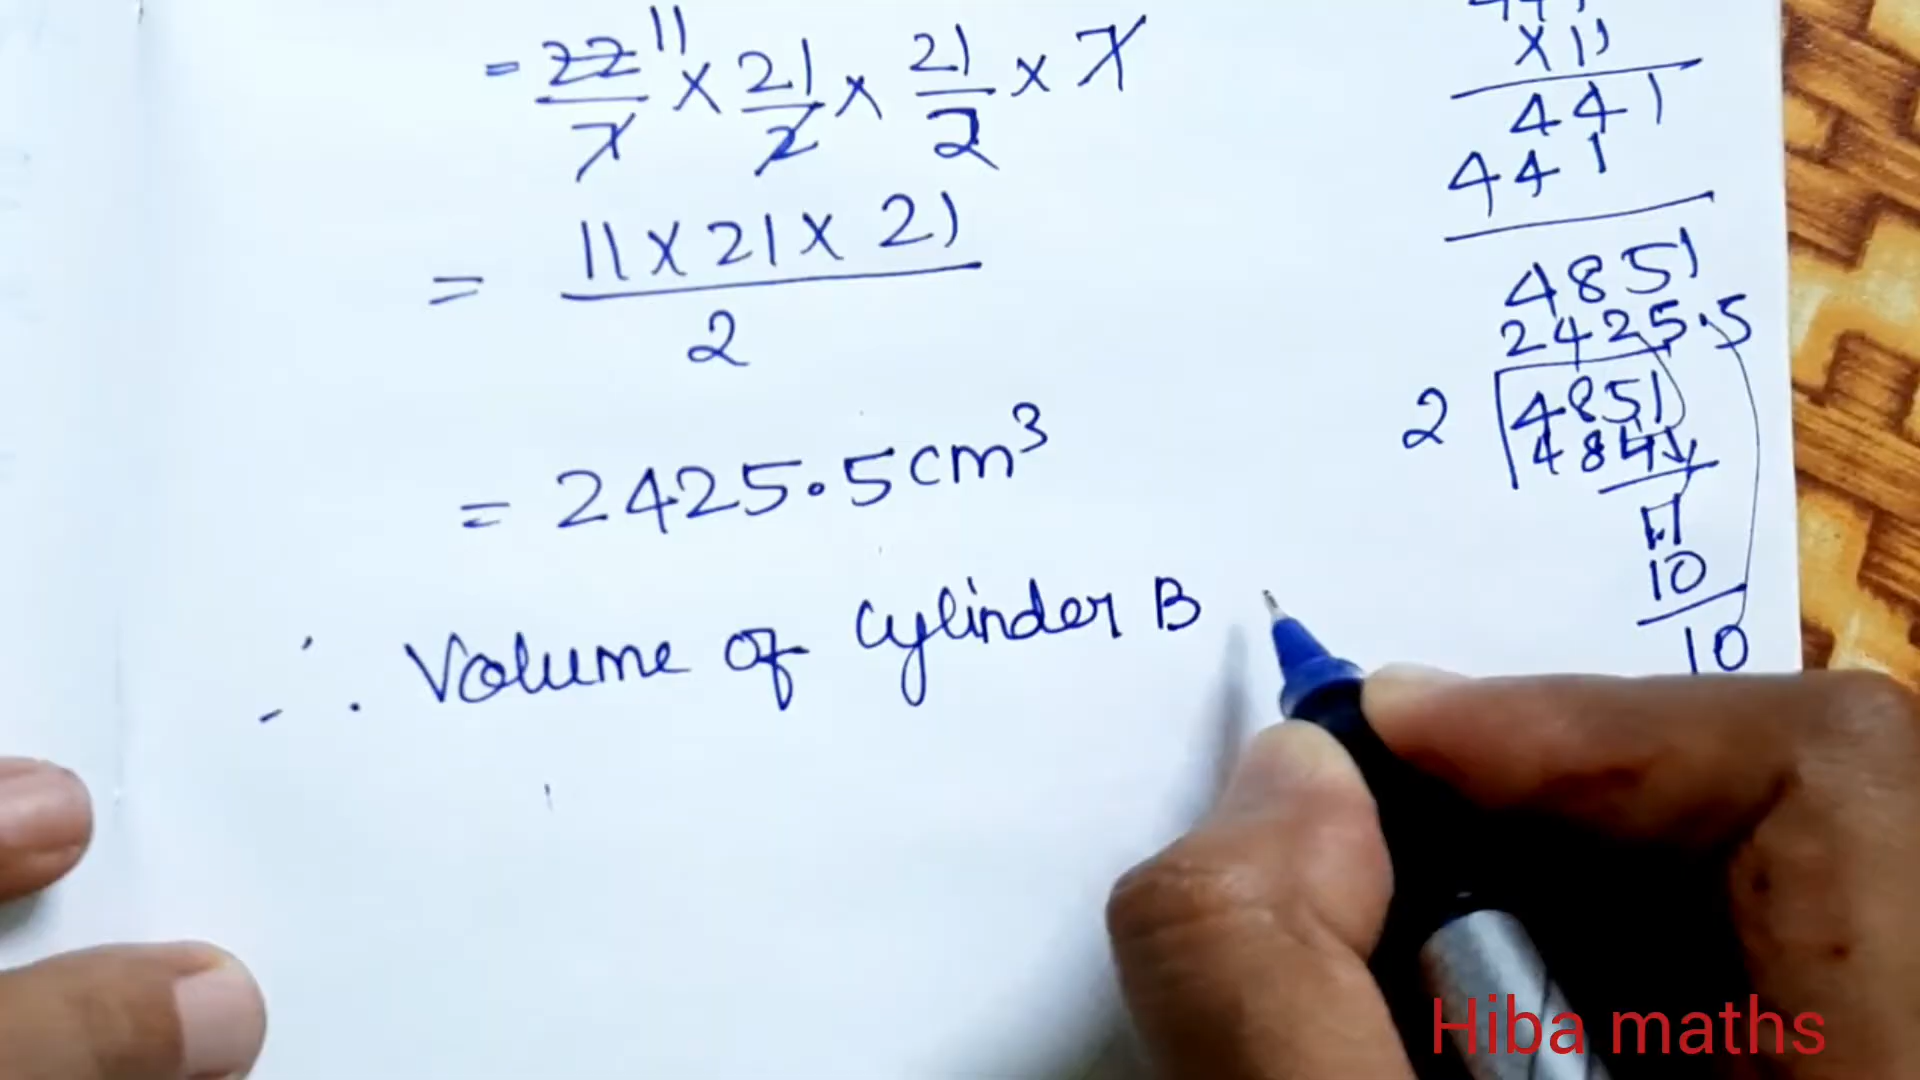 = 22/7 11 × 21/2 × 21/2 × 7
= 11 × 21 × 21 / 2
= 2425.5 cm³
∴ Volume of cylinder B
× 11
441
441
4851
2425.5
2 4851
484
11
10
10
Hiba maths